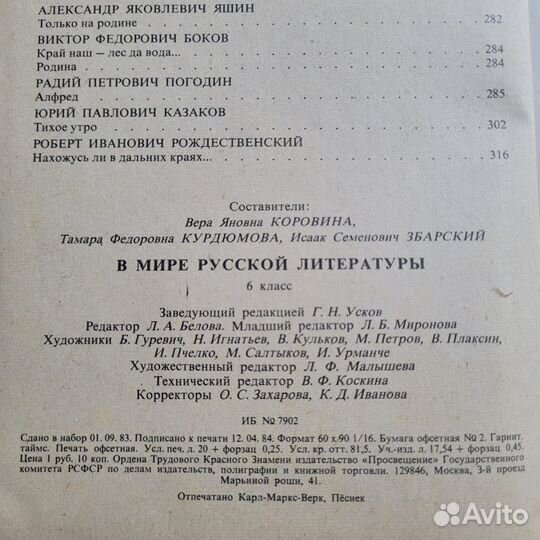 АЛЕКСАНДР ЯКОВЛЕВИЧ ЯШИН
Только на родине . . . . . . . . . . . . . . . . 282
ВИКТОР ФЕДОРОВИЧ БОКОВ
Край наш — лес да вода... . . . . . . . . . . . . . . 284
Родина . . . . . . . . . . . . . . . . . . . . 284
РАДИЙ ПЕТРОВИЧ ПОГОДИН
Алфред . . . . . . . . . . . . . . . . . . . . 285
ЮРИЙ ПАВЛОВИЧ КАЗАКОВ
Тихое утро . . . . . . . . . . . . . . . . . . 302
РОБЕРТ ИВАНОВИЧ РОЖДЕСТВЕНСКИЙ
Нахожусь ли в дальних краях... . . . . . . . . . . . . 316
Составители:
Вера Яновна КОРОВИНА,
Тамара Федоровна КУРДЮМОВА, Исаак Семенович ЗБАРСКИЙ
В МИРЕ РУССКОЙ ЛИТЕРАТУРЫ
6 класс
Заведующий редакцией Г. Н. Усков
Редактор Л. А. Белова. Младший редактор Л. Б. Миронова
Художники Б. Гуревич, Н. Игнатьев, В. Кульков, М. Петров, В. Плаксин,
И. Пчелко, М. Салтыков, И. Урманче
Художественный редактор Л. Ф. Малышева
Технический редактор В. Ф. Коскина
Корректоры О. С. Захарова, К. Д. Иванова
ИБ № 7902
Сдано в набор 01. 09. 83. Подписано к печати 12. 04. 84. Формат 60 x 90 1/16. Бумага офсетная № 2. Гарнит.
таймс. Печать офсетная. Усл. печ. л. 20 + форзац 0,25. Усл. кр. отт. 81,5. Уч.-изд. л. 17,54 + форзац 0,45.
Цена 1 руб. 10 коп. Ордена Трудового Красного Знамени издательство «Просвещение» Государственного
комитета РСФСР по делам издательств, полиграфии и книжной торговли. 129846, Москва, 3-й проезд
Марьиной рощи, 41.
Отпечатано Карл-Маркс-Верк, Пёснек
Avito